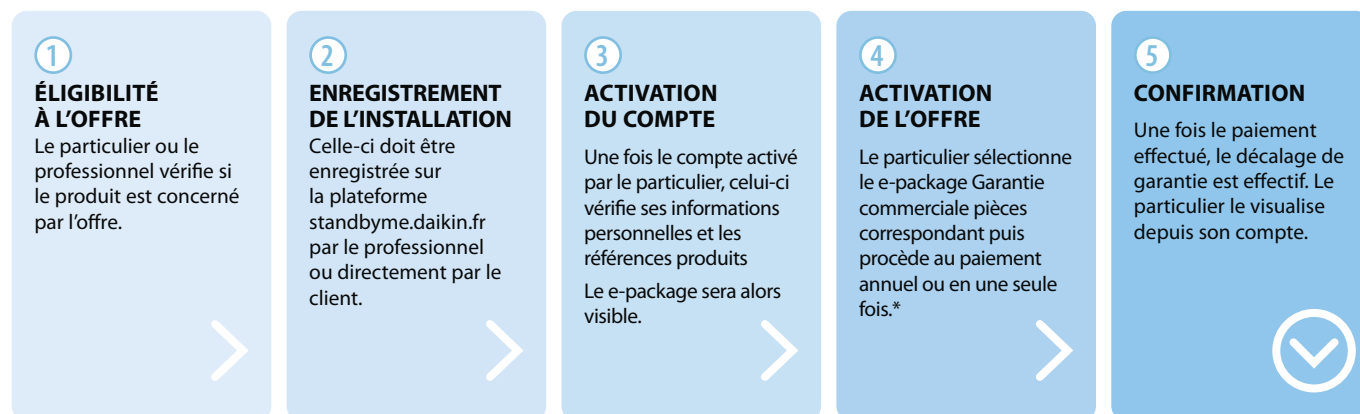 1
ÉLIGIBILITÉ
À L’OFFRE
Le particulier ou le
professionnel vérifie si
le produit est concerné
par l’offre.
2
ENREGISTREMENT
DE L’INSTALLATION
Celle-ci doit être
enregistrée sur
la plateforme
standbyme.daikin.fr
par le professionnel
ou directement par le
client.
3
ACTIVATION
DU COMPTE
Une fois le compte activé
par le particulier, celui-ci
vérifie ses informations
personnelles et les
références produits
Le e-package sera alors
visible.
4
ACTIVATION
DE L’OFFRE
Le particulier sélectionne
le e-package Garantie
commerciale pièces
correspondant puis
procède au paiement
annuel ou en une seule
fois.*
5
CONFIRMATION
Une fois le paiement
effectué, le décalage de
garantie est effectif. Le
particulier le visualise
depuis son compte.